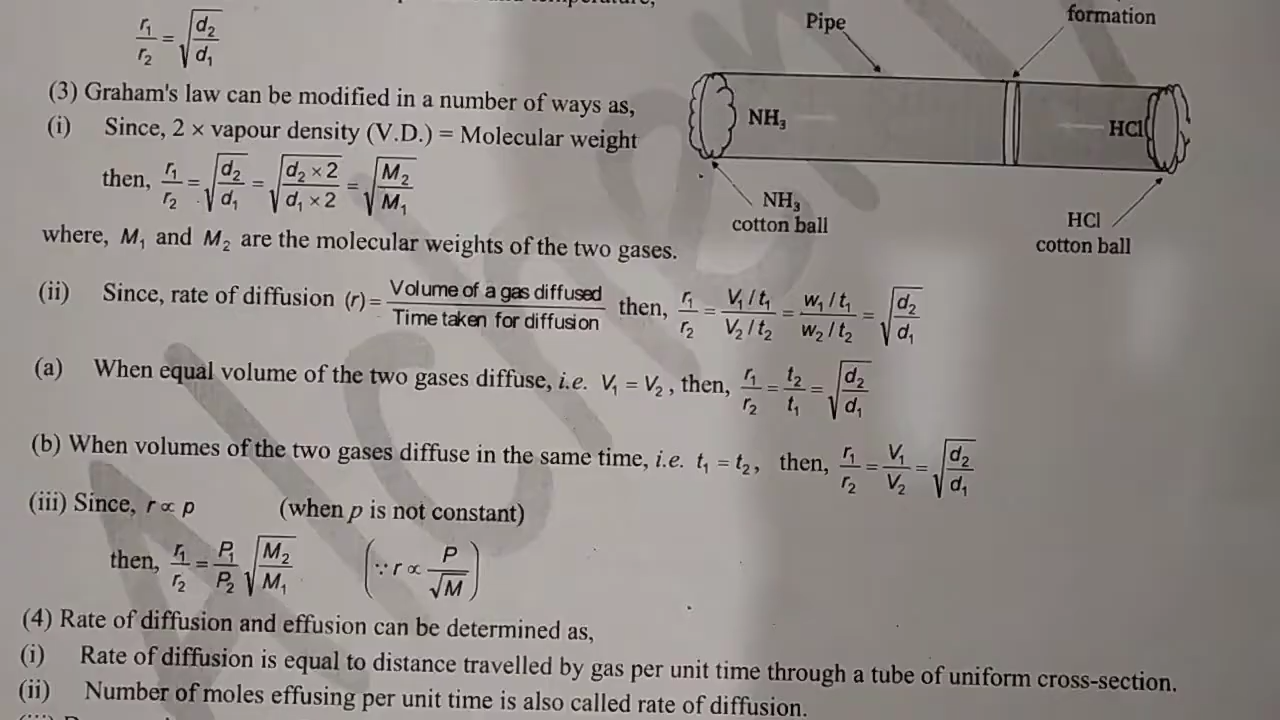 temperature,
r₁/r₂ = √(d₂/d₁)
(3) Graham's law can be modified in a number of ways as,
(i) Since, 2 × vapour density (V.D.) = Molecular weight
then, r₁/r₂ = √(d₂/d₁) = √((d₂ × 2)/(d₁ × 2)) = √(M₂/M₁)
where, M₁ and M₂ are the molecular weights of the two gases.
Pipe
formation
NH₃
HCl
NH₃
cotton ball
HCl
cotton ball
(ii) Since, rate of diffusion (r) = Volume of a gas diffused / Time taken for diffusion then, r₁/r₂ = (V₁ / t₁)/(V₂ / t₂) = (w₁ / t₁)/(w₂ / t₂) = √(d₂/d₁)
(a) When equal volume of the two gases diffuse, i.e. V₁ = V₂ , then, r₁/r₂ = t₂/t₁ = √(d₂/d₁)
(b) When volumes of the two gases diffuse in the same time, i.e. t₁ = t₂, then, r₁/r₂ = V₁/V₂ = √(d₂/d₁)
(iii) Since, r ∝ p (when p is not constant)
then, r₁/r₂ = P₁/P₂ √(M₂/M₁) (∵ r ∝ P/√M)
(4) Rate of diffusion and effusion can be determined as,
(i) Rate of diffusion is equal to distance travelled by gas per unit time through a tube of uniform cross-section.
(ii) Number of moles effusing per unit time is also called rate of diffusion.